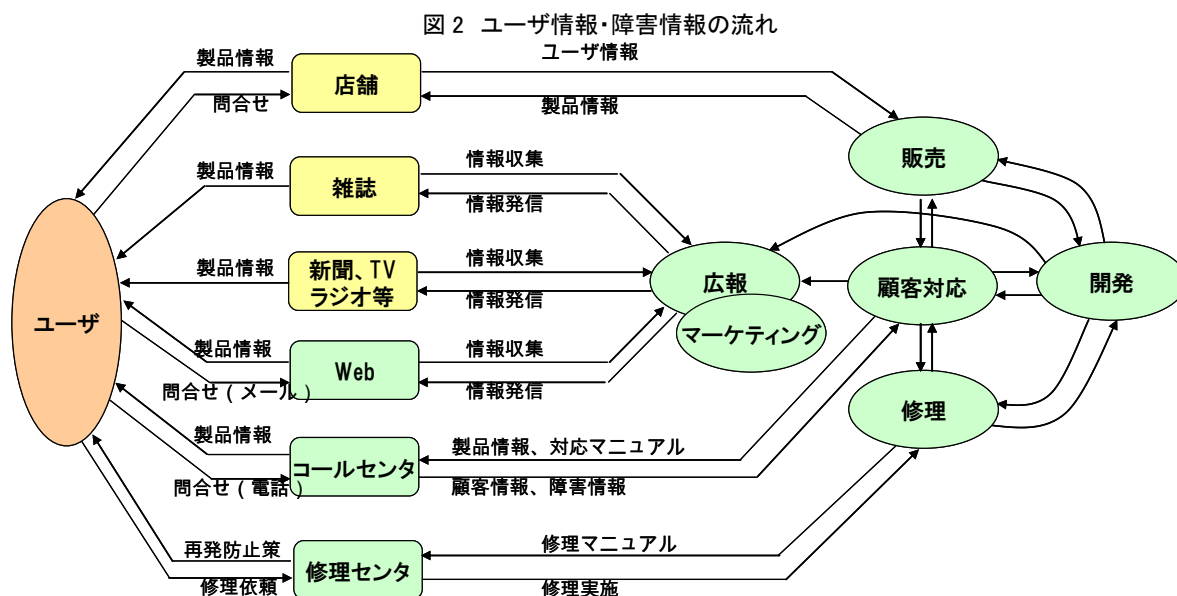 図 2 ユーザ情報・障害情報の流れ
製品情報
店舗
ユーザ情報
問合せ
製品情報
販売
製品情報
雑誌
情報収集
情報発信
製品情報
新聞、TV
ラジオ等
情報収集
情報発信
広報
マーケティング
顧客対応
開発
ユーザ
製品情報
Web
情報収集
問合せ ( メール )
情報発信
修理
製品情報
コールセンタ
製品情報、対応マニュアル
問合せ ( 電話 )
顧客情報、障害情報
再発防止策
修理センタ
修理マニュアル
修理依頼
修理実施